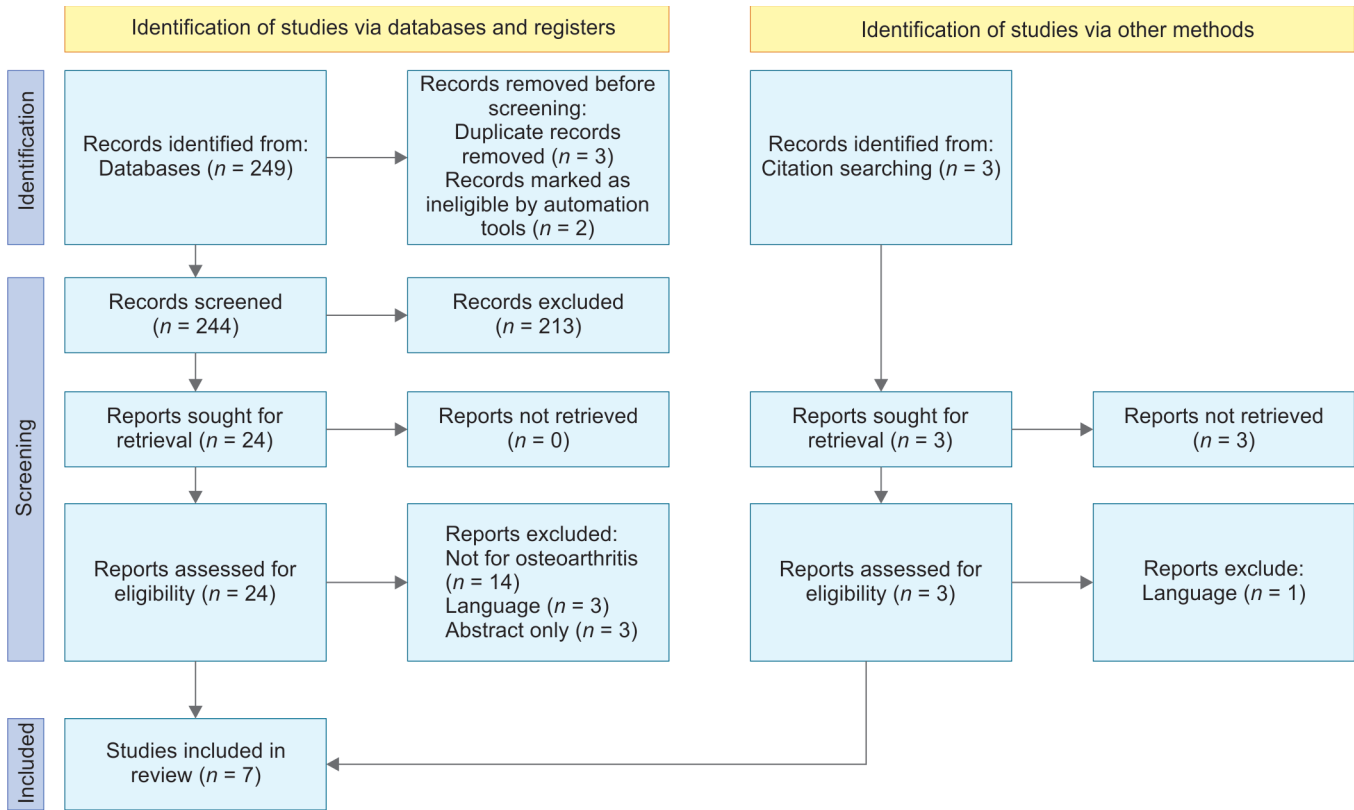 Identification of studies via databases and registers
Identification of studies via other methods
Identification
Records identified from:
Databases (n = 249)
Records removed before
screening:
Duplicate records
removed (n = 3)
Records marked as
ineligible by automation
tools (n = 2)
Records identified from:
Citation searching (n = 3)
Screening
Records screened
(n = 244)
Records excluded
(n = 213)
Reports sought for
retrieval (n = 24)
Reports not retrieved
(n = 0)
Reports sought for
retrieval (n = 3)
Reports not retrieved
(n = 3)
Reports assessed for
eligibility (n = 24)
Reports excluded:
Not for osteoarthritis
(n = 14)
Language (n = 3)
Abstract only (n = 3)
Reports assessed for
eligibility (n = 3)
Reports exclude:
Language (n = 1)
Included
Studies included in
review (n = 7)